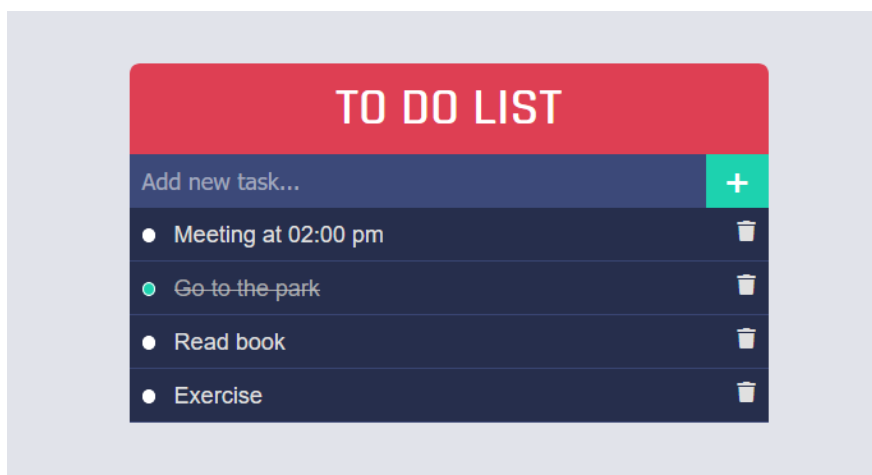 TO DO LIST
Add new task...
+
Meeting at 02:00 pm
Go to the park
Read book
Exercise